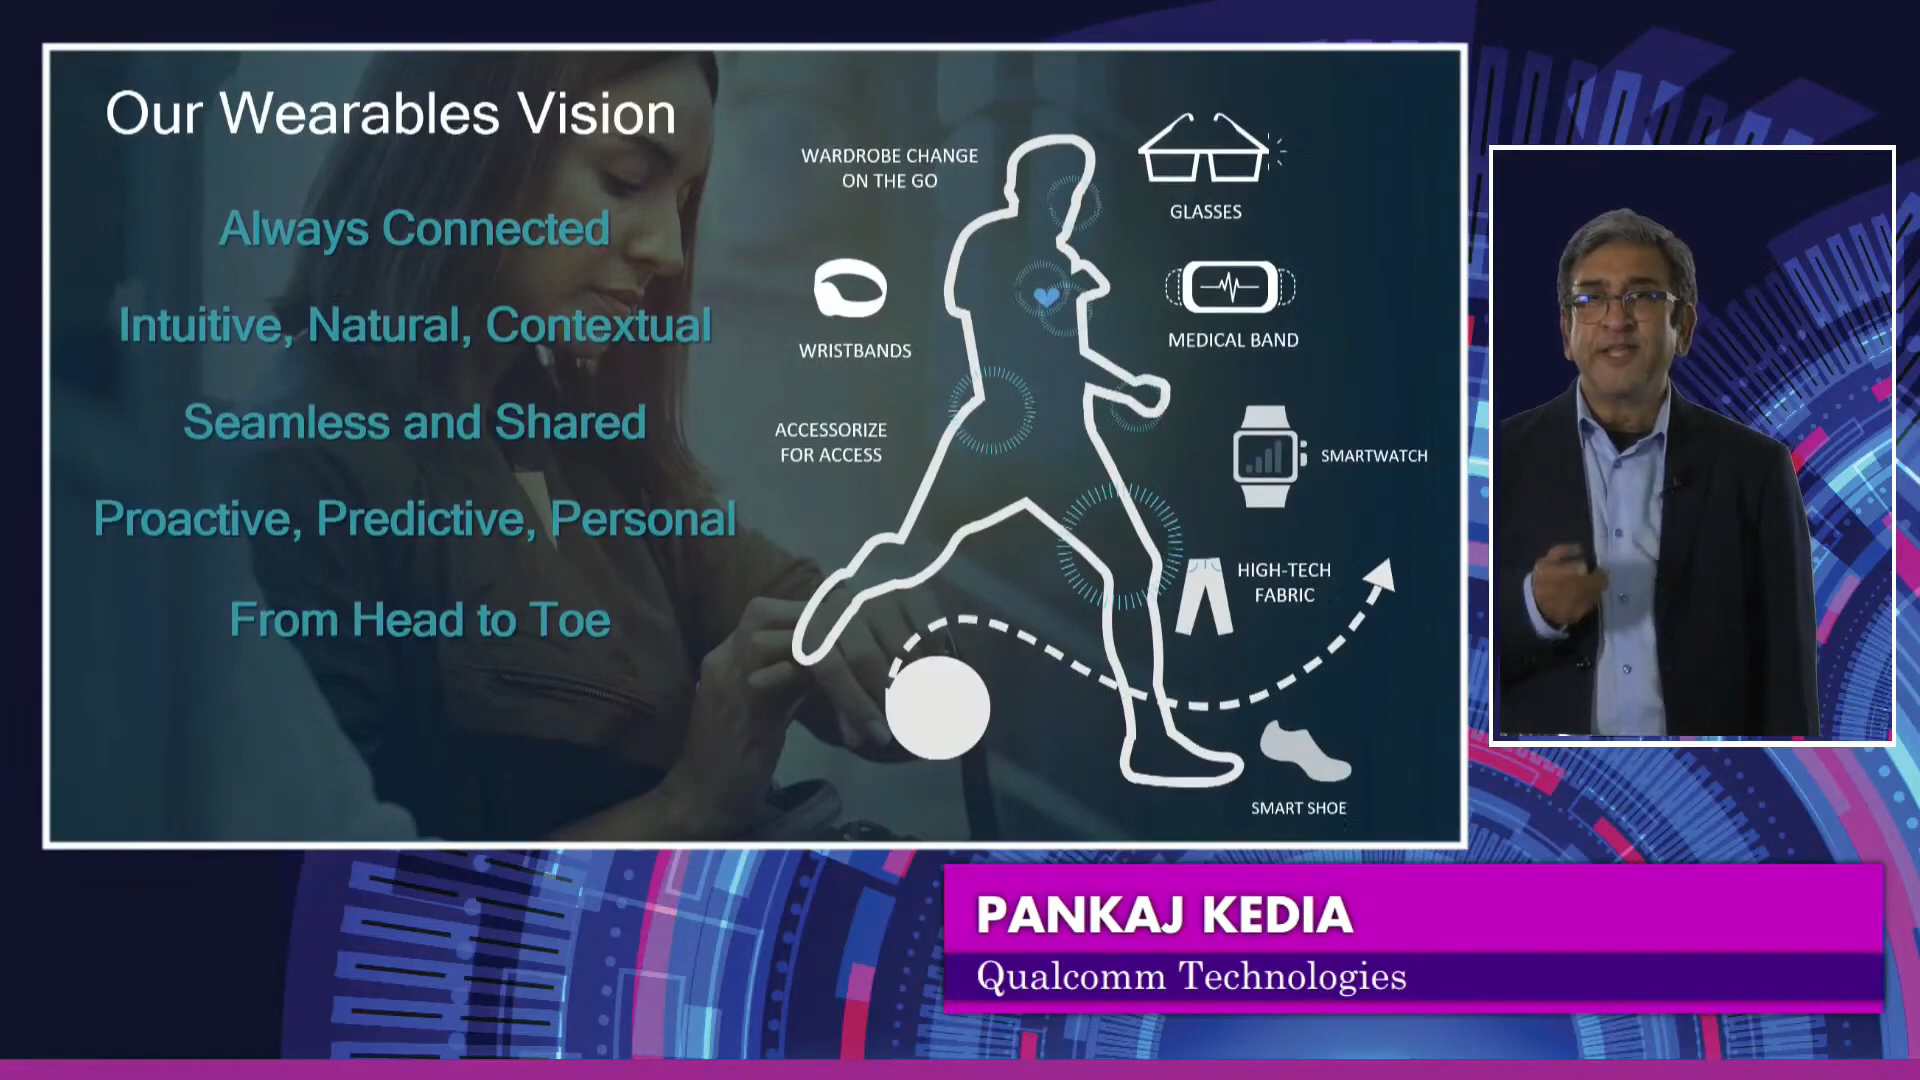 Our Wearables Vision
Always Connected
Intuitive, Natural, Contextual
Seamless and Shared
Proactive, Predictive, Personal
From Head to Toe
WARDROBE CHANGE
ON THE GO
GLASSES
WRISTBANDS
MEDICAL BAND
ACCESSORIZE
FOR ACCESS
SMARTWATCH
HIGH-TECH
FABRIC
SMART SHOE
PANKAJ KEDIA
Qualcomm Technologies